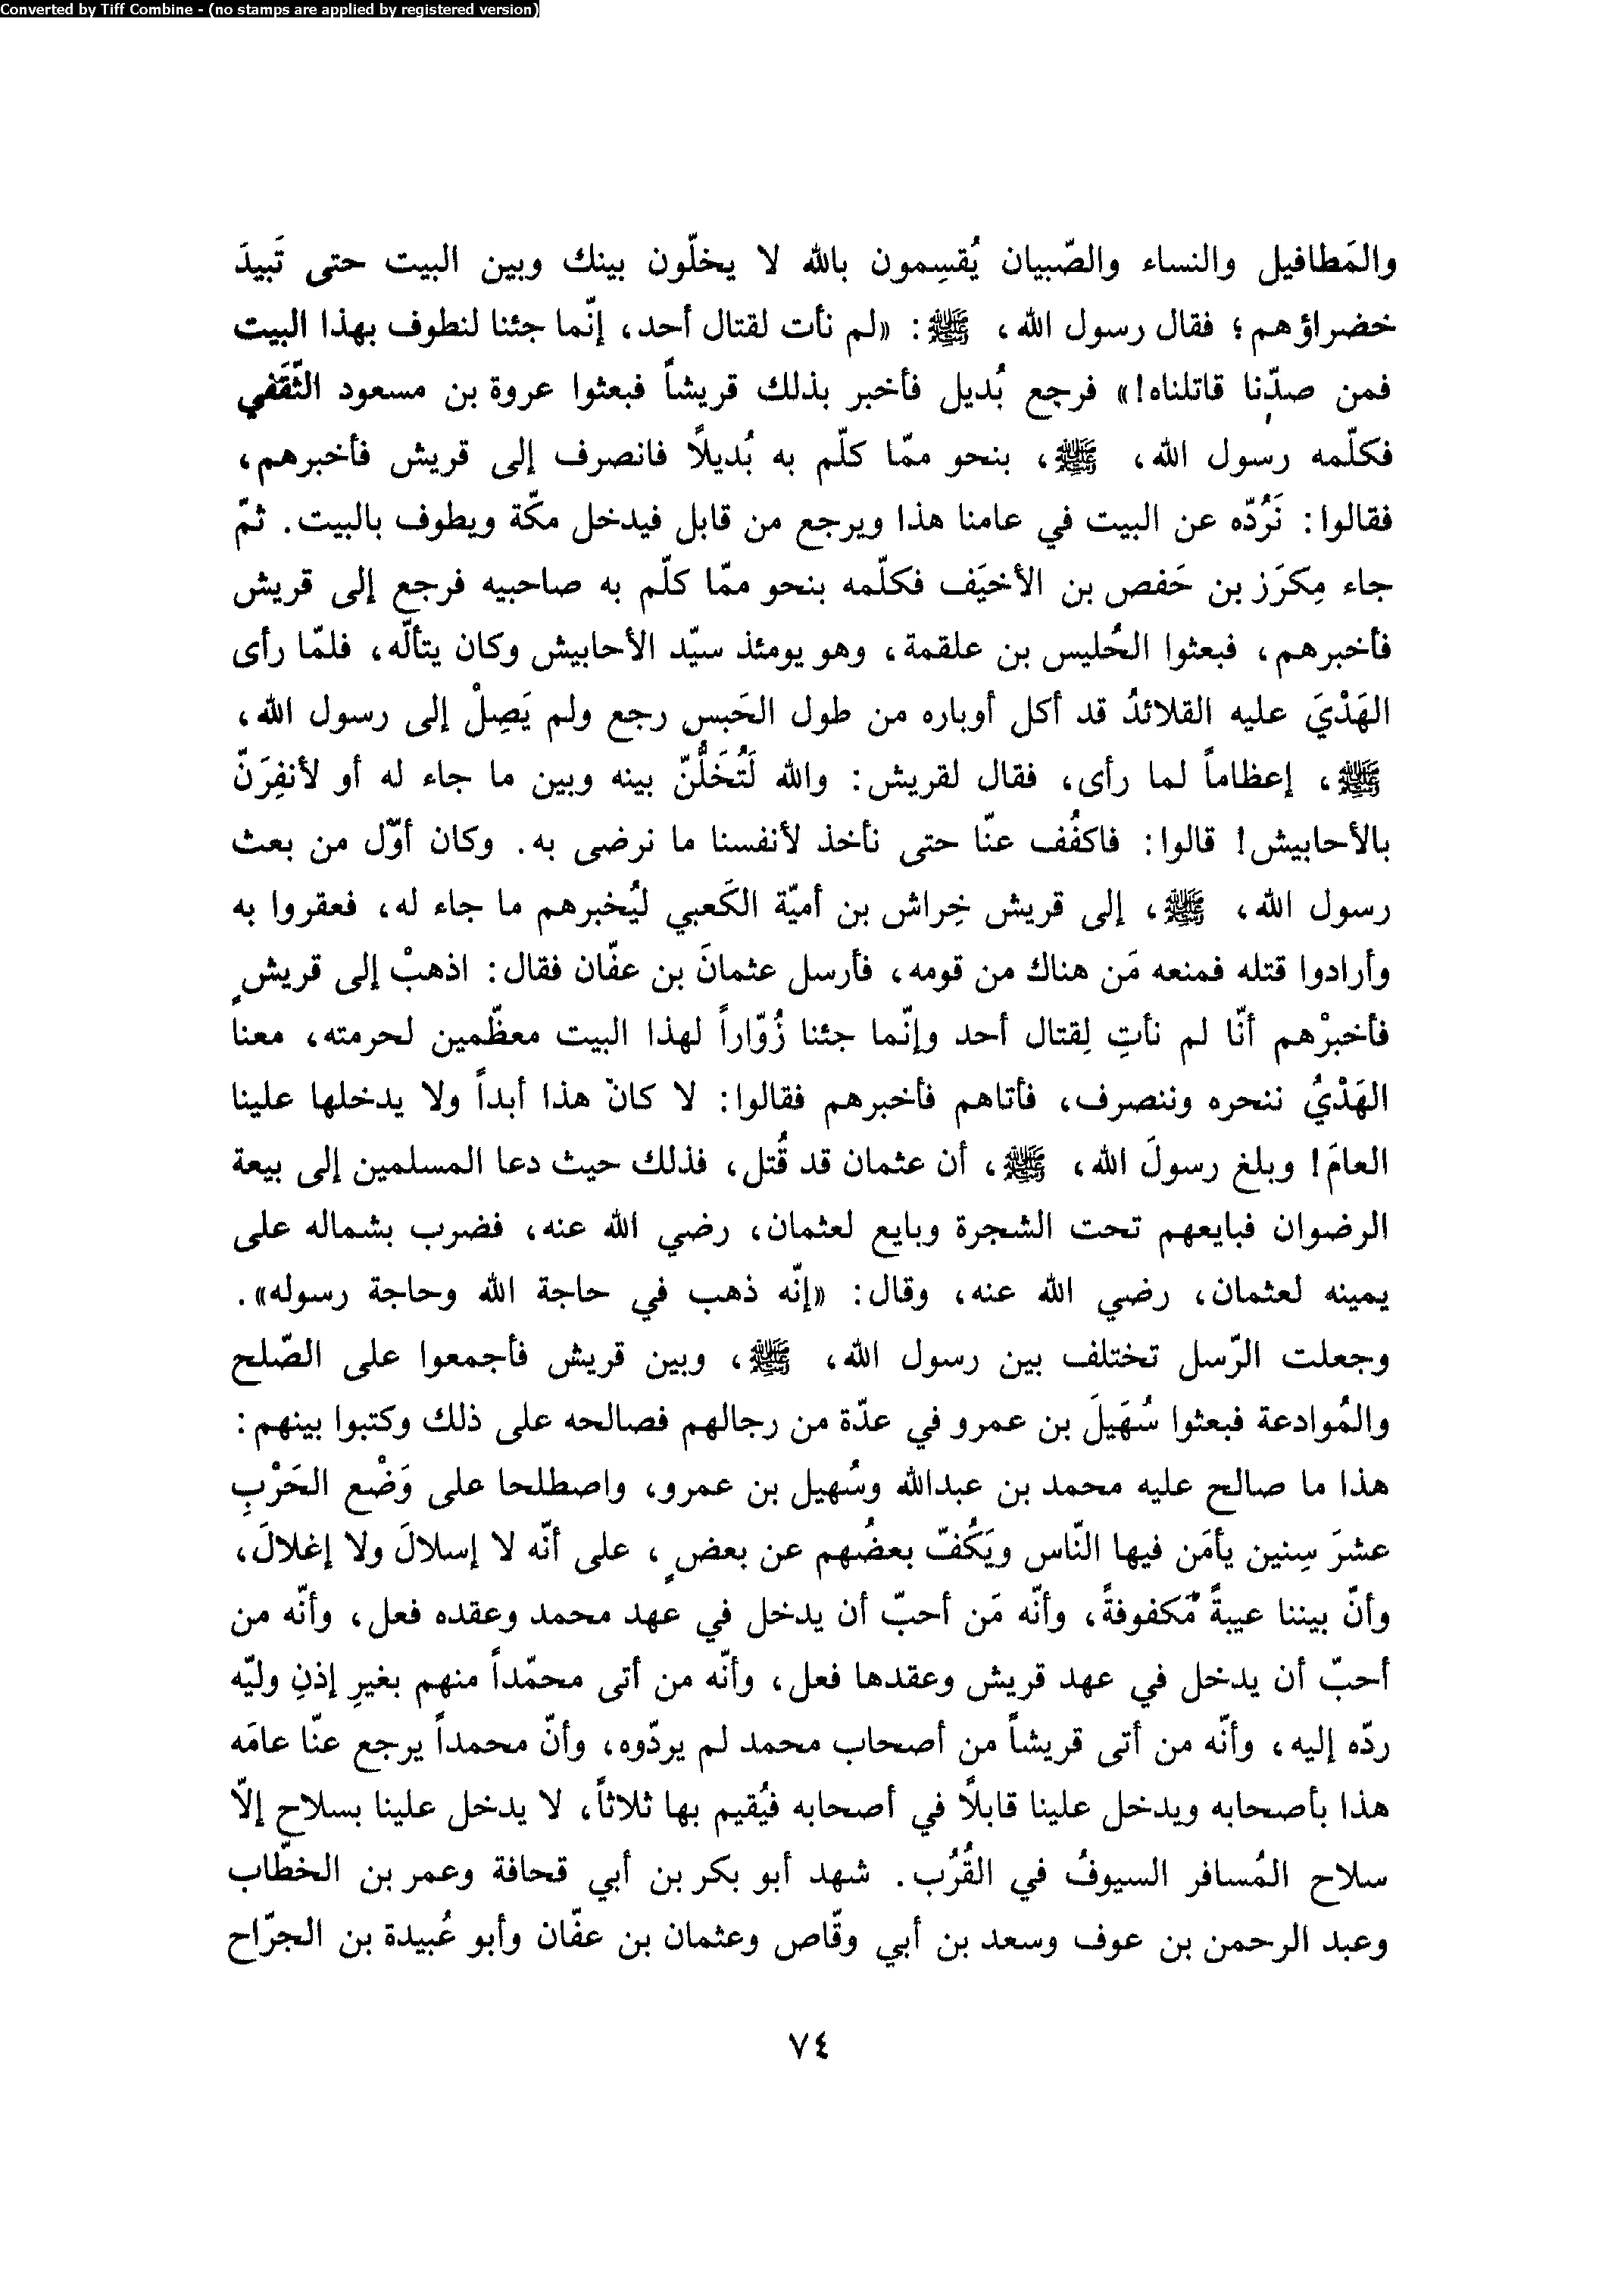 Converted by Tiff Combine - (no stamps are applied by registered version)
والمَطافيل والنساء والصّبيان يُقسِمون بالله لا يخلّون بينك وبين البيت حتى تَبيدَ
خضراؤهم؛ فقال رسول الله، ﷺ: «لم نأت لقتال أحد، إنّما جئنا لنطوف بهذا البيت
فمن صدّنا قاتلناه!» فرجع بُديل فأخبر بذلك قريشاً فبعثوا عروة بن مسعود الثّقَفي
فكلّمه رسول الله، ﷺ، بنحو ممّا كلّم به بُديلاً فانصرف إلى قريش فأخبرهم،
فقالوا: نَرُدّه عن البيت في عامنا هذا ويرجع من قابل فيدخل مكّة ويطوف بالبيت. ثمّ
جاء مِكرَز بن حَفص بن الأخيَف فكلّمه بنحو ممّا كلّم به صاحبيه فرجع إلى قريش
فأخبرهم، فبعثوا الحُليس بن علقمة، وهو يومئذ سيّد الأحابيش وكان يتألّه، فلمّا رأى
الهَدْيَ عليه القلائدُ قد أكل أوباره من طول الحَبس رجع ولم يَصِلْ إلى رسول الله،
ﷺ، إعظاماً لما رأى، فقال لقريش: والله لَتُخَلُّنّ بينه وبين ما جاء له أو لأنفِرَنّ
بالأحابيش! قالوا: فاكفُف عنّا حتى نأخذ لأنفسنا ما نرضى به. وكان أوّل من بعث
رسول الله، ﷺ، إلى قريش خِراش بن أميّة الكَعبي ليُخبرهم ما جاء له، فعقروا به
وأرادوا قتله فمنعه مَن هناك من قومه، فأرسل عثمانَ بن عفّان فقال: اذهبْ إلى قريشٍ
فأخبرْهم أنّا لم نأتِ لِقتال أحد وإنّما جئنا زُوّاراً لهذا البيت معظّمين لحرمته، معنا
الهَدْيُ ننحره وننصرف، فأتاهم فأخبرهم فقالوا: لا كان هذا أبداً ولا يدخلها علينا
العامَ! وبلغ رسولَ الله، ﷺ، أن عثمان قد قُتل، فذلك حيث دعا المسلمين إلى بيعة
الرضوان فبايعهم تحت الشجرة وبايع لعثمان، رضي الله عنه، فضرب بشماله على
يمينه لعثمان، رضي الله عنه، وقال: «إنّه ذهب في حاجة الله وحاجة رسوله».
وجعلت الرّسل تختلف بين رسول الله، ﷺ، وبين قريش فأجمعوا على الصّلح
والمُوادعة فبعثوا سُهَيلَ بن عمرو في عدّة من رجالهم فصالحه على ذلك وكتبوا بينهم:
هذا ما صالح عليه محمد بن عبدالله وسُهيل بن عمرو، واصطلحا على وَضْع الحَرْبِ
عشرَ سِنين يأمَن فيها النّاس ويَكُفّ بعضُهم عن بعضٍ، على أنّه لا إسلالَ ولا إغلالَ،
وأنّ بيننا عيبةً مَكفوفةً، وأنّه مَن أحبّ أن يدخل في عهد محمد وعقده فعل، وأنّه من
أحبّ أن يدخل في عهد قريش وعقدها فعل، وأنّه من أتى محمّداً منهم بغيرِ إذنِ وليّه
ردّه إليه، وأنّه من أتى قريشاً من أصحاب محمد لم يردّوه، وأنّ محمداً يرجع عنّا عامَه
هذا بأصحابه ويدخل علينا قابلاً في أصحابه فيُقيم بها ثلاثاً، لا يدخل علينا بسلاح إلاّ
سلاح المُسافر السيوفُ في القُرُب. شهد أبو بكر بن أبي قحافة وعمر بن الخطّاب
وعبد الرحمن بن عوف وسعد بن أبي وقّاص وعثمان بن عفّان وأبو عُبيدة بن الجرّاح
٧٤